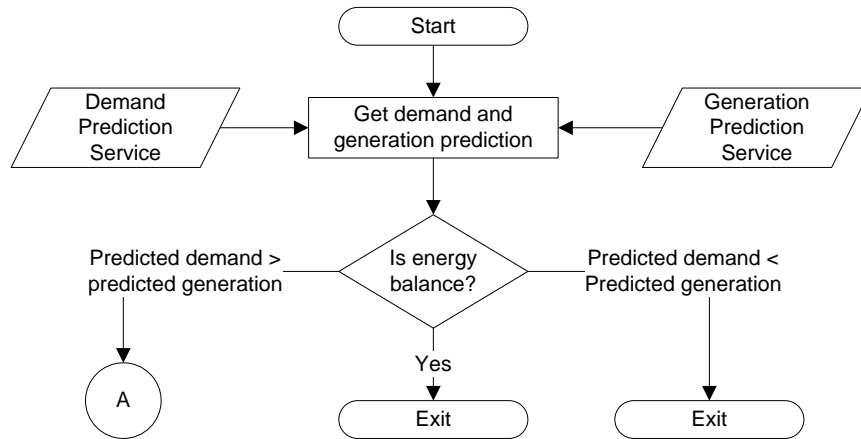 Start
Demand
Prediction
Service
Get demand and
generation prediction
Generation
Prediction
Service
Predicted demand >
predicted generation
Is energy
balance?
Predicted demand <
Predicted generation
Yes
A
Exit
Exit